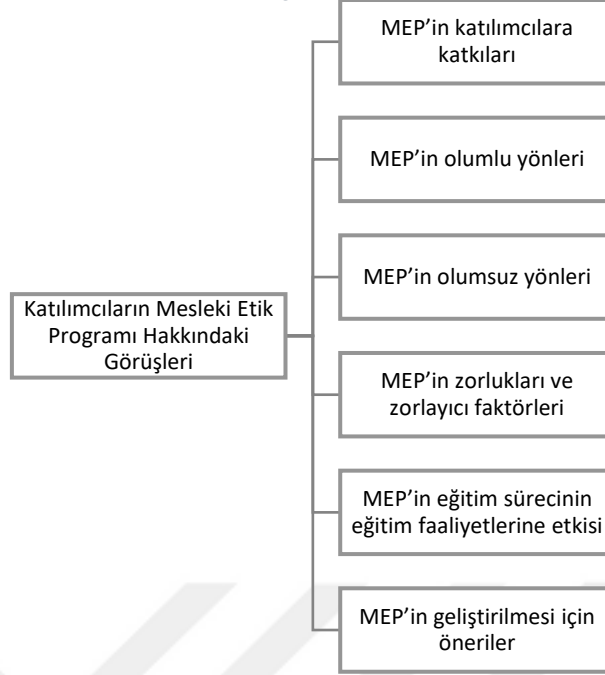 MEP’in katılımcılara
katkıları
MEP’in olumlu yönleri
MEP’in olumsuz yönleri
Katılımcıların Mesleki Etik
Programı Hakkındaki
Görüşleri
MEP’in zorlukları ve
zorlayıcı faktörleri
MEP’in eğitim sürecinin
eğitim faaliyetlerine etkisi
MEP’in geliştirilmesi için
öneriler